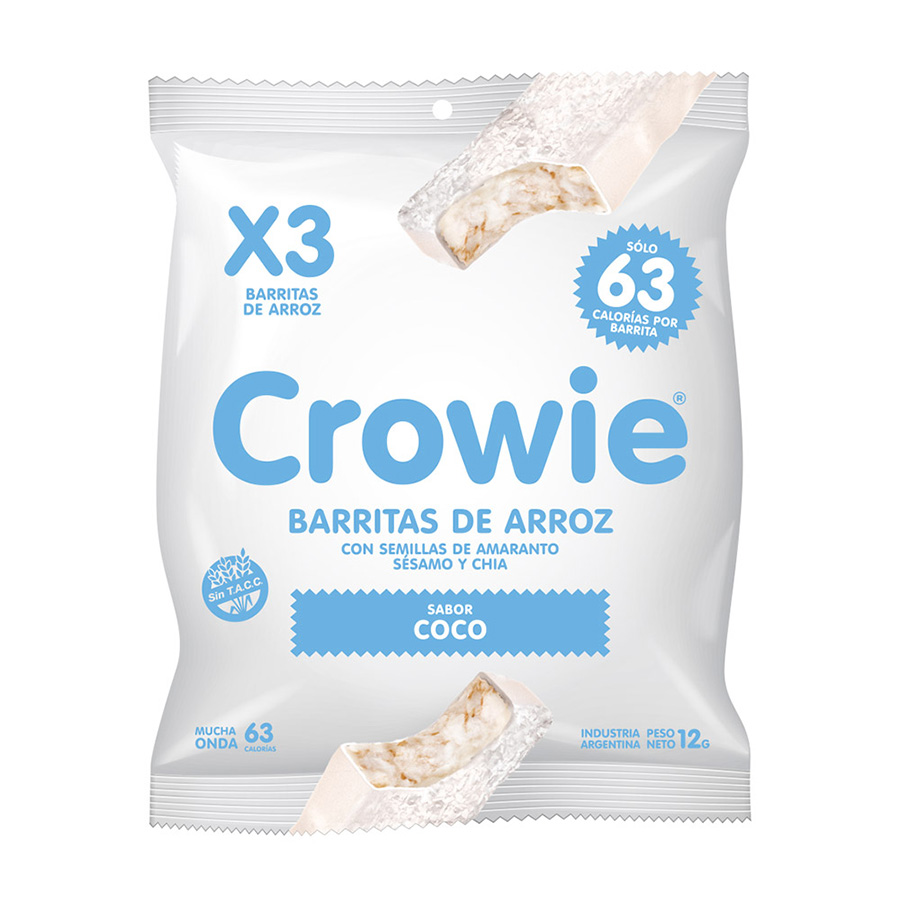 X3
BARRITAS
DE ARROZ
SÓLO
63
CALORÍAS POR
BARRITA
Crowie®
BARRITAS DE ARROZ
CON SEMILLAS DE AMARANTO
SÉSAMO Y CHIA
Sin T.A.C.C.
SABOR
COCO
MUCHA
ONDA
63
CALORÍAS
INDUSTRIA
ARGENTINA
PESO
NETO
12G